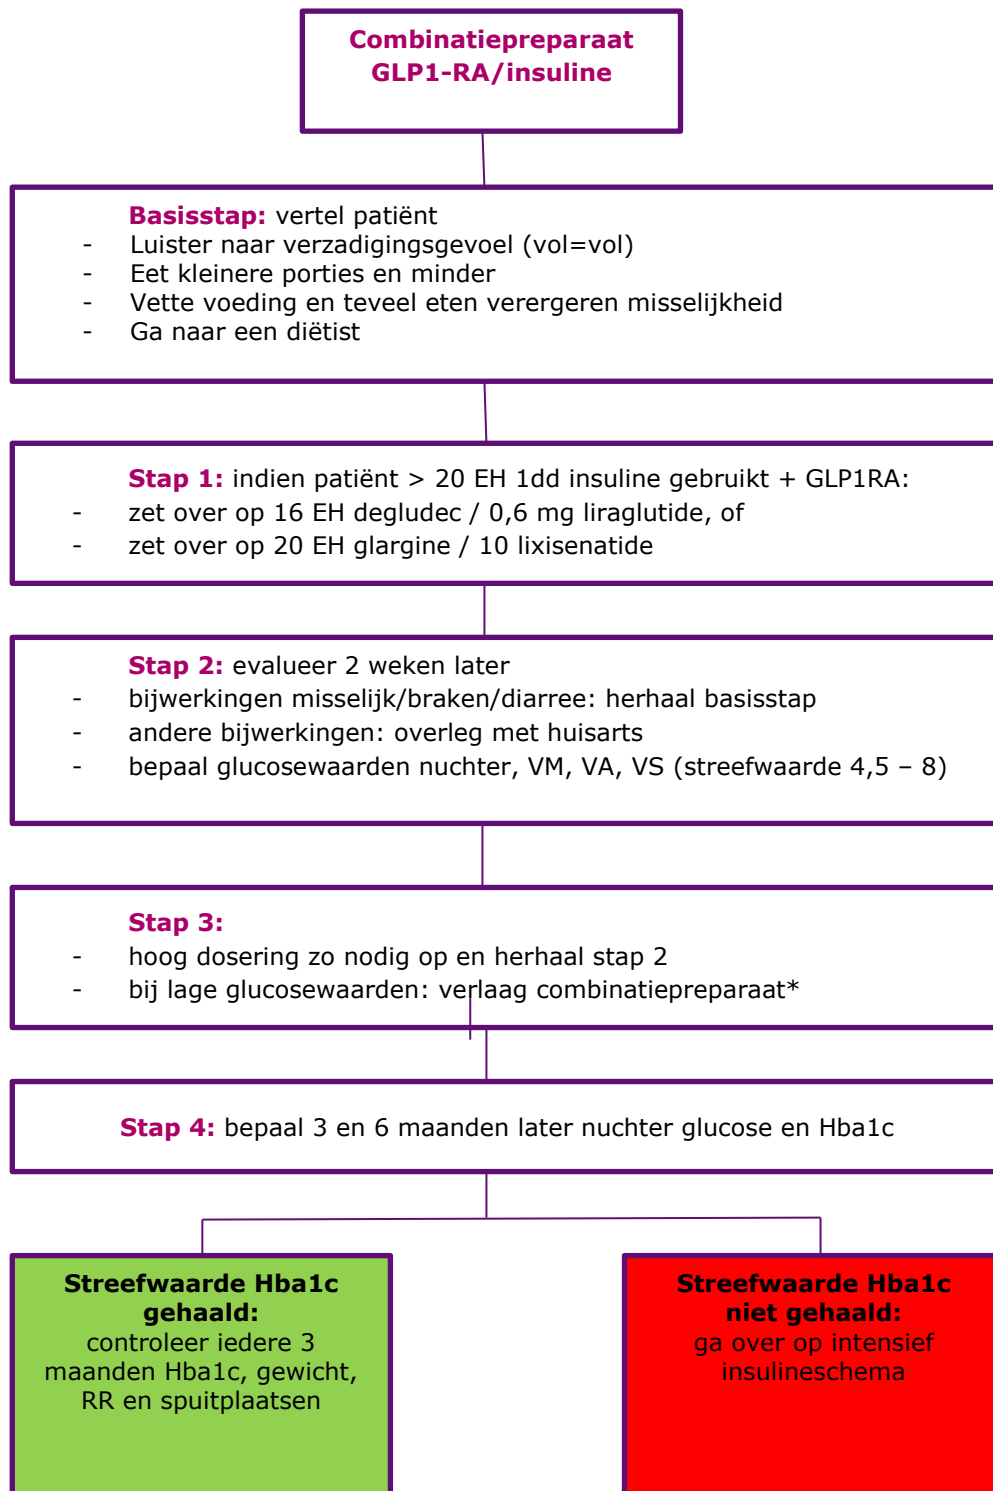 Combinatiepreparaat
GLP1-RA/insuline
Basisstap: vertel patiënt
- Luister naar verzadigingsgevoel (vol=vol)
- Eet kleinere porties en minder
- Vette voeding en teveel eten verergeren misselijkheid
- Ga naar een diëtist
Stap 1: indien patiënt > 20 EH 1dd insuline gebruikt + GLP1RA:
- zet over op 16 EH degludec / 0,6 mg liraglutide, of
- zet over op 20 EH glargine / 10 lixisenatide
Stap 2: evalueer 2 weken later
- bijwerkingen misselijk/braken/diarree: herhaal basisstap
- andere bijwerkingen: overleg met huisarts
- bepaal glucosewaarden nuchter, VM, VA, VS (streefwaarde 4,5 – 8)
Stap 3:
- hoog dosering zo nodig op en herhaal stap 2
- bij lage glucosewaarden: verlaag combinatiepreparaat*
Stap 4: bepaal 3 en 6 maanden later nuchter glucose en Hba1c
Streefwaarde Hba1c
gehaald:
controleer iedere 3
maanden Hba1c, gewicht,
RR en spuitplaatsen
Streefwaarde Hba1c
niet gehaald:
ga over op intensief
insulineschema